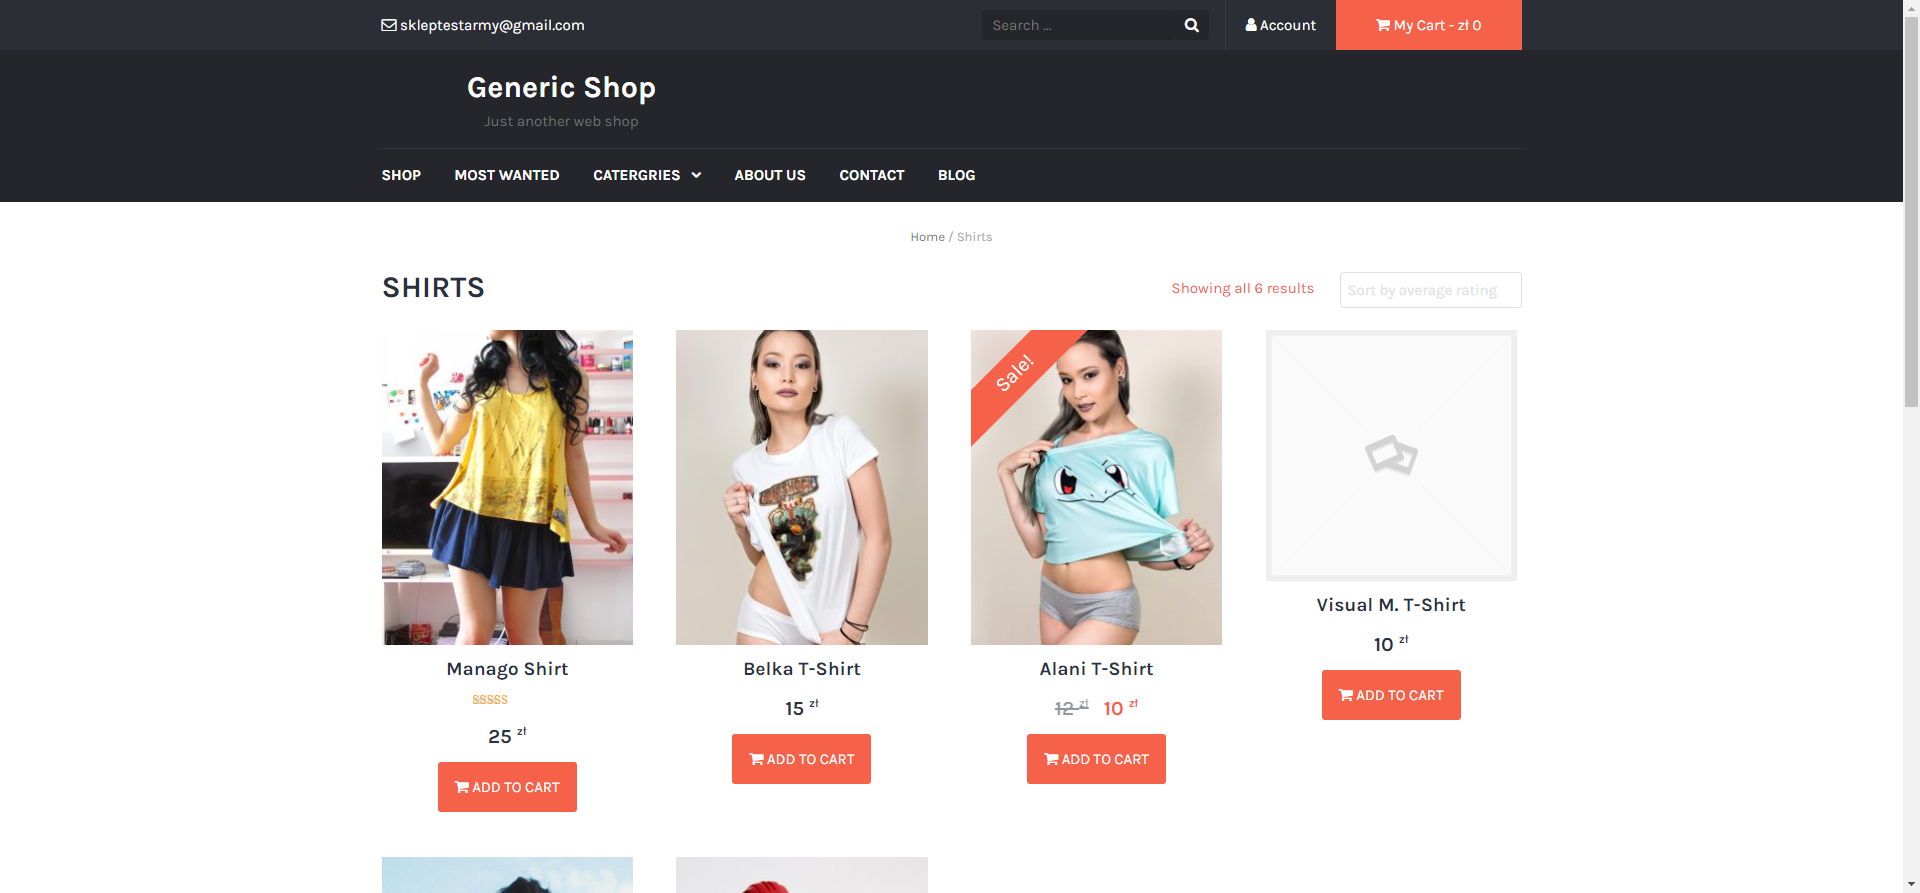 skleptestarmy@gmail.com
Search ...
Account
My Cart - zł 0
Generic Shop
Just another web shop
SHOP MOST WANTED CATERGRIES ABOUT US CONTACT BLOG
Home / Shirts
SHIRTS
Showing all 6 results
Sort by average rating
Sale!
Manago Shirt
SSSSS
25 zł
ADD TO CART
Belka T-Shirt
15 zł
ADD TO CART
Alani T-Shirt
12 zł 10 zł
ADD TO CART
Visual M. T-Shirt
10 zł
ADD TO CART